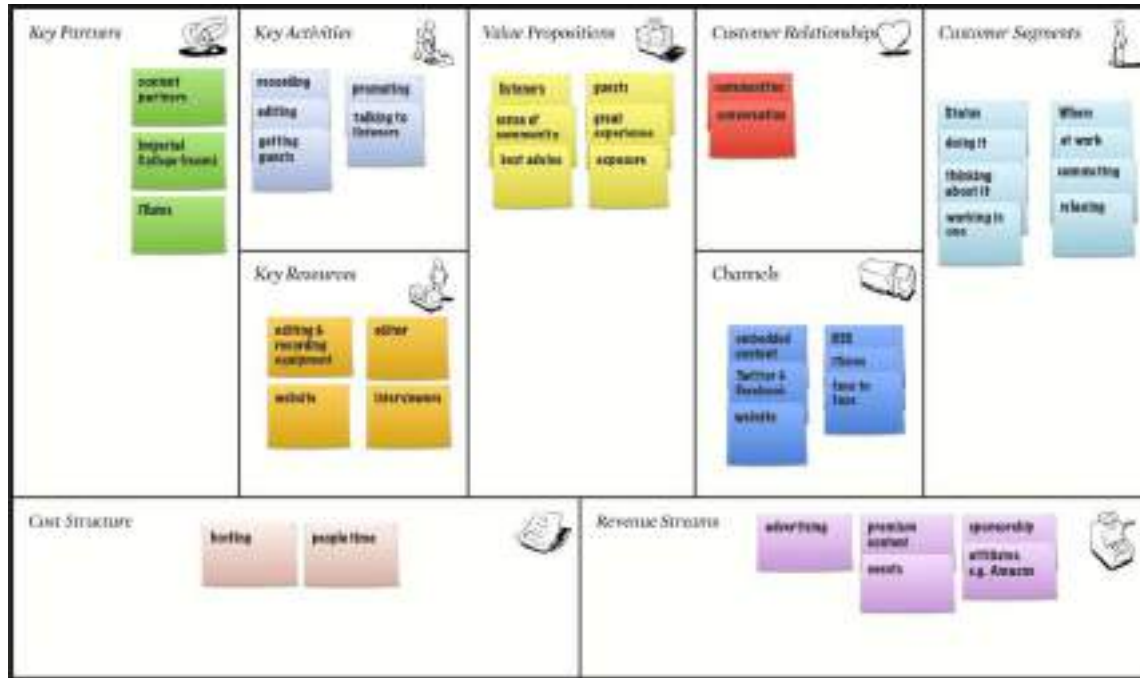 Key Partners
content
partners
Imperial
iTunes
Key Activities
recording
editing
getting
guests
promoting
talking to
listeners
Value Propositions
listeners
sense of
community
best advice
guests
great
experience
exposure
Customer Relationships
communities
conversation
Customer Segments
Status
doing it
thinking
about it
working in
one
Where
at work
commuting
relaxing
Key Resources
editing &
recording
equipment
editor
website
interviewers
Channels
embedded
content
Twitter &
Facebook
website
RSS
iTunes
face to
face
Cost Structure
hosting
people time
Revenue Streams
advertising
premium
content
events
sponsorship
e.g. Amazon